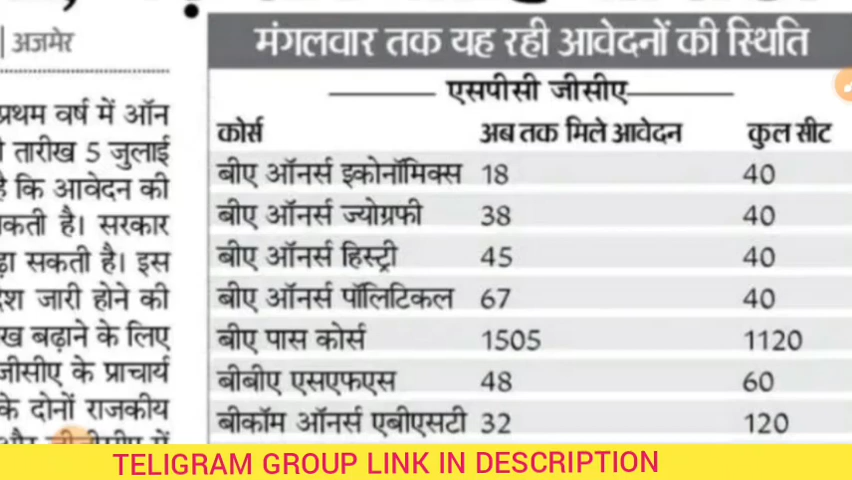 अजमेर
प्रथम वर्ष में ऑन
तारीख 5 जुलाई
है कि आवेदन की
सकती है। सरकार
सकती है। इस
जारी होने की
बढ़ाने के लिए
जीसीए के प्राचार्य
के दोनों राजकीय
मंगलवार तक यह रही आवेदनों की स्थिति
एसपीसी जीसीए
कोर्स अब तक मिले आवेदन कुल सीट
बीए ऑनर्स इकोनॉमिक्स 18 40
बीए ऑनर्स ज्योग्रफी 38 40
बीए ऑनर्स हिस्ट्री 45 40
बीए ऑनर्स पॉलिटिकल 67 40
बीए पास कोर्स 1505 1120
बीबीए एसएफएस 48 60
बीकॉम ऑनर्स एबीएसटी 32 120
TELIGRAM GROUP LINK IN DESCRIPTION